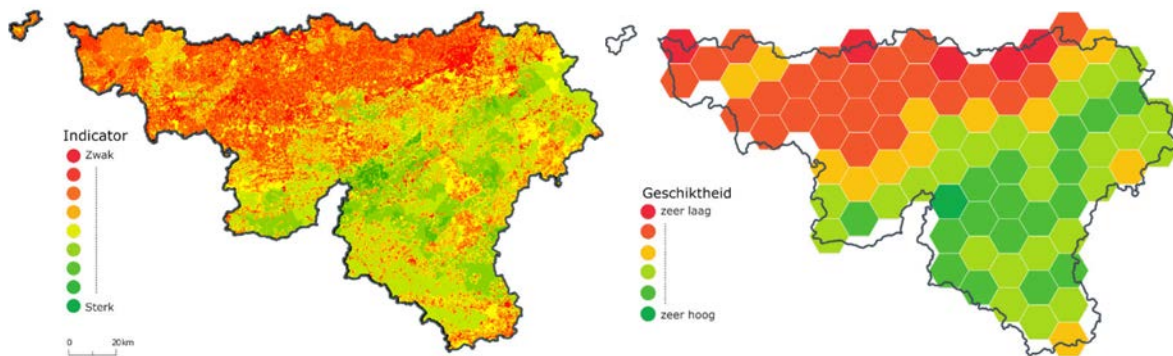 Indicator
Zwak
Sterk
0 20km
Geschiktheid
zeer laag
zeer hoog